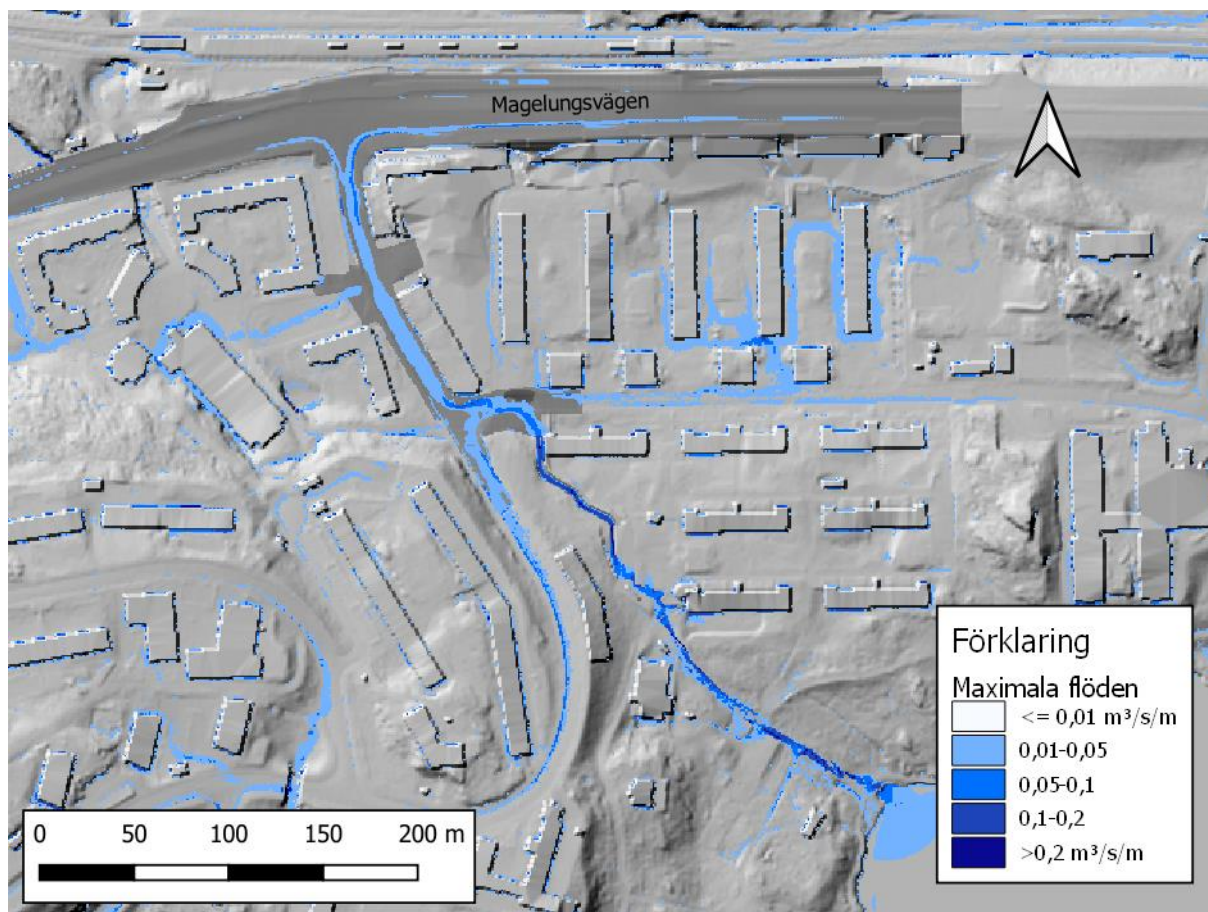 Magelungsvägen
Förklaring
Maximala flöden
<= 0,01 m³/s/m
0,01-0,05
0,05-0,1
0,1-0,2
>0,2 m³/s/m
0 50 100 150 200 m